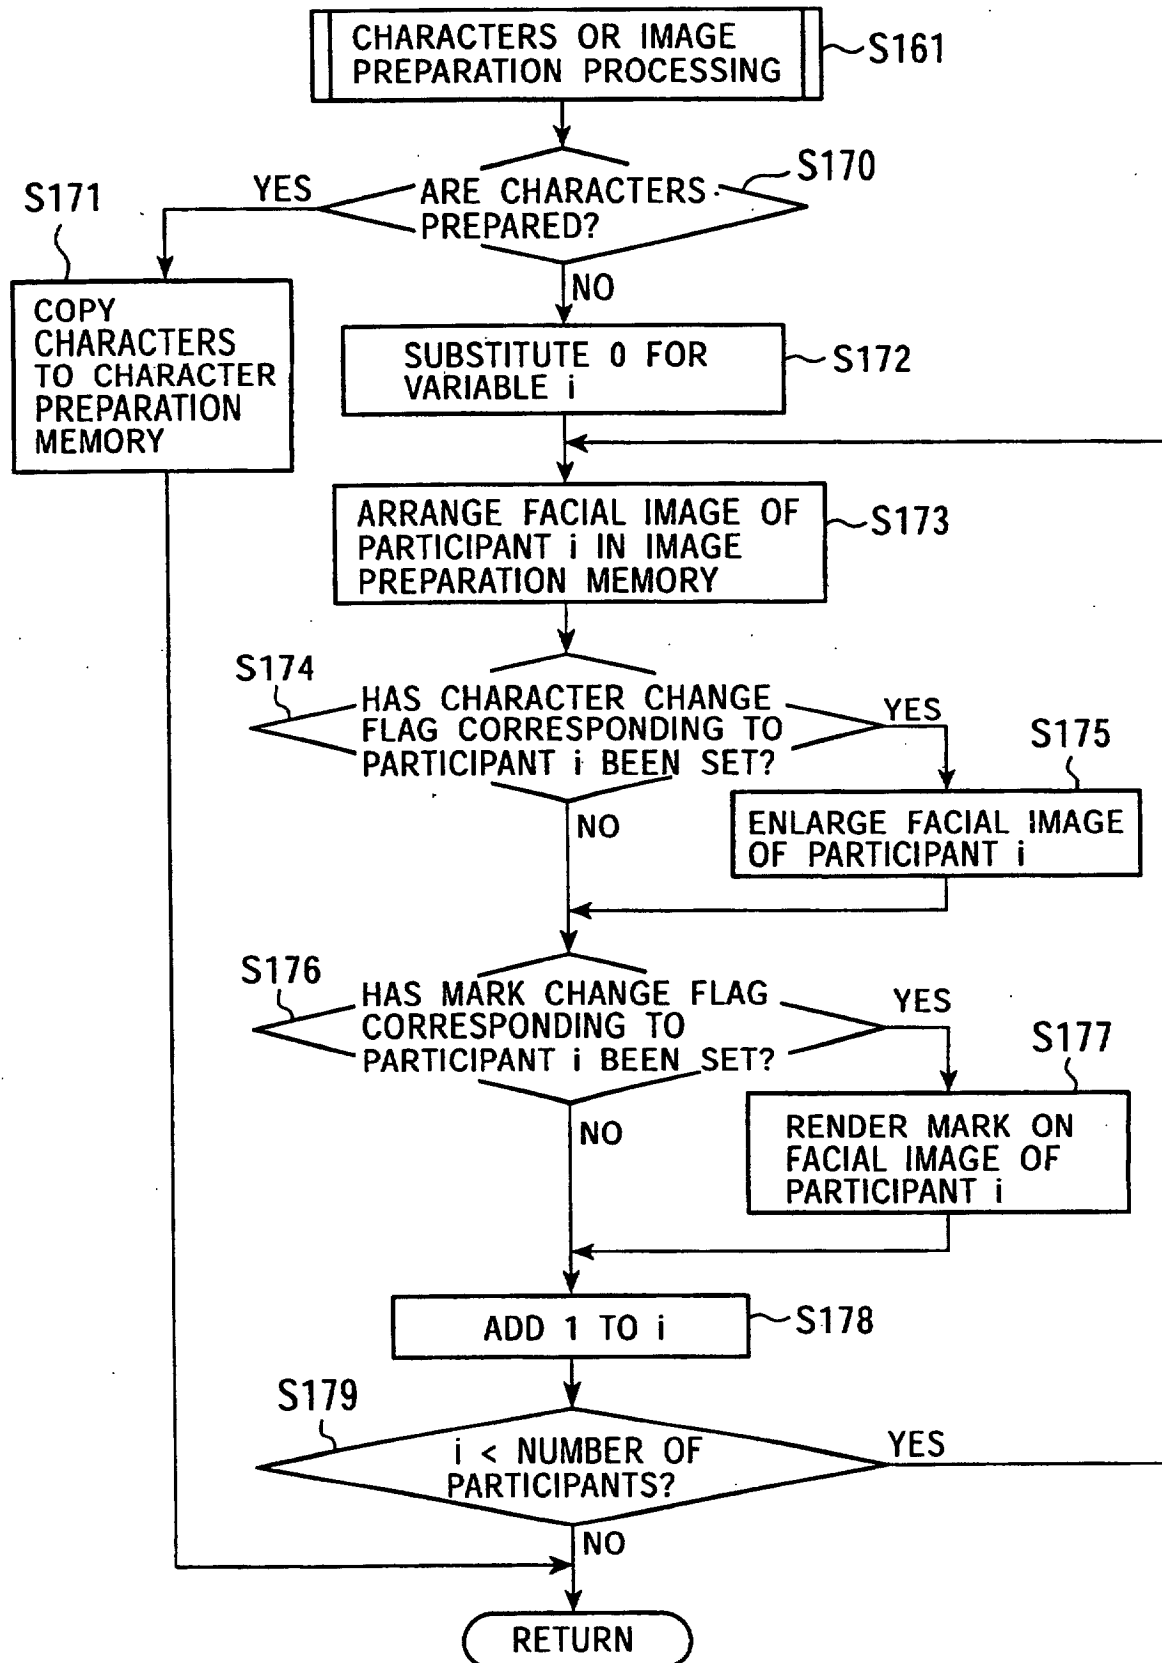 CHARACTERS OR IMAGE
PREPARATION PROCESSING
S161
S170
ARE CHARACTERS
PREPARED?
YES
S171
NO
COPY
CHARACTERS
TO CHARACTER
PREPARATION
MEMORY
SUBSTITUTE 0 FOR
VARIABLE i
S172
ARRANGE FACIAL IMAGE OF
PARTICIPANT i IN IMAGE
PREPARATION MEMORY
S173
S174
HAS CHARACTER CHANGE
FLAG CORRESPONDING TO
PARTICIPANT i BEEN SET?
YES
S175
NO
ENLARGE FACIAL IMAGE
OF PARTICIPANT i
S176
HAS MARK CHANGE FLAG
CORRESPONDING TO
PARTICIPANT i BEEN SET?
YES
S177
NO
RENDER MARK ON
FACIAL IMAGE OF
PARTICIPANT i
ADD 1 TO i
S178
S179
i < NUMBER OF
PARTICIPANTS?
YES
NO
RETURN